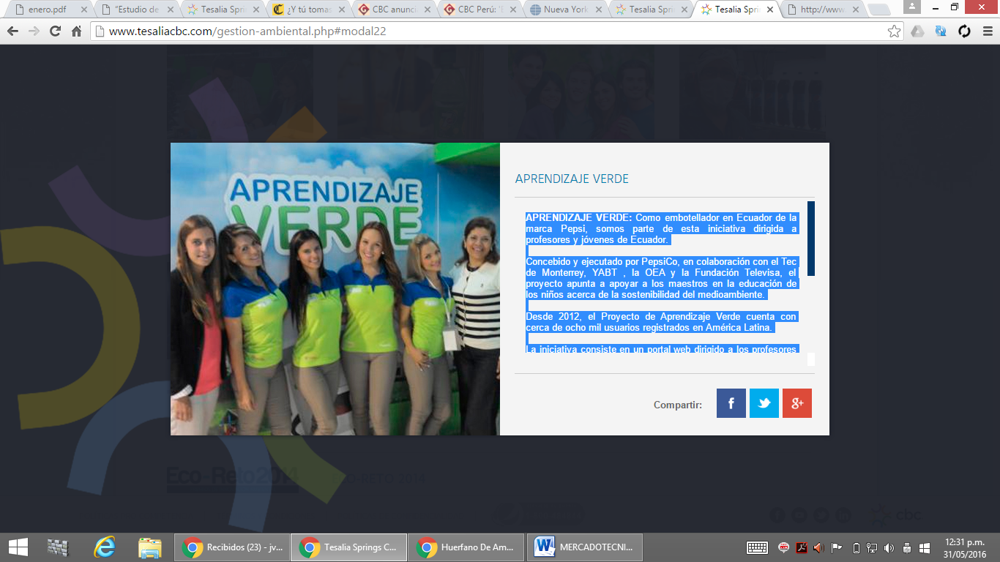 enero.pdf
"Estudio de
Tesalia Sprin
¿Y tú tomas
CBC anunci
CBC Perú: 'E
Nueva York
Tesalia Sprin
Tesalia Sprin
http://www
www.tesaliacbc.com/gestion-ambiental.php#modal22
APRENDIZAJE
VERDE
APRENDIZAJE VERDE
APRENDIZAJE VERDE: Como embotellador en Ecuador de la
marca Pepsi, somos parte de esta iniciativa dirigida a
profesores y jóvenes de Ecuador.
Concebido y ejecutado por PepsiCo, en colaboración con el Tec
de Monterrey, YABT , la OEA y la Fundación Televisa, el
proyecto apunta a apoyar a los maestros en la educación de
los niños acerca de la sostenibilidad del medioambiente.
Desde 2012, el Proyecto de Aprendizaje Verde cuenta con
cerca de ocho mil usuarios registrados en América Latina.
La iniciativa consiste en un portal web dirigido a los profesores
Compartir:
Eco-Reto2014
ECO-RETO 2014
cbc
Recibidos (23) - jv...
Tesalia Springs C...
Huerfano De Am...
MERCADOTECNI...
12:31 p.m.
31/05/2016